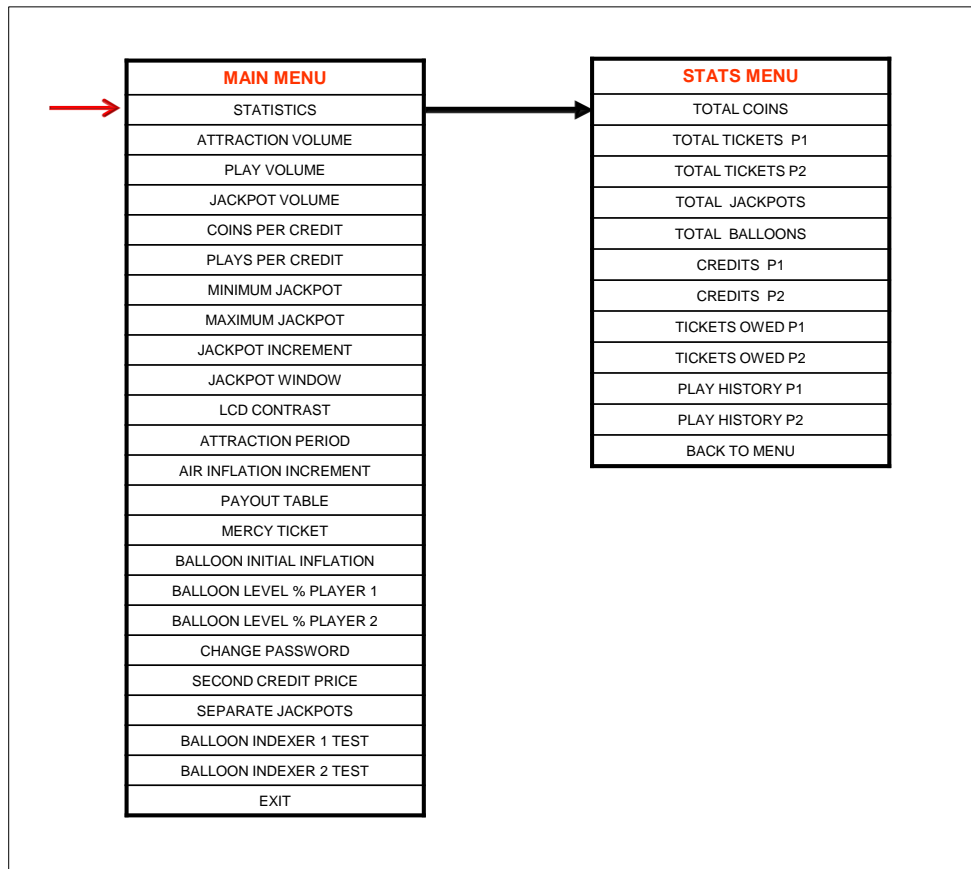 MAIN MENU
STATISTICS
ATTRACTION VOLUME
PLAY VOLUME
JACKPOT VOLUME
COINS PER CREDIT
PLAYS PER CREDIT
MINIMUM JACKPOT
MAXIMUM JACKPOT
JACKPOT INCREMENT
JACKPOT WINDOW
LCD CONTRAST
ATTRACTION PERIOD
AIR INFLATION INCREMENT
PAYOUT TABLE
MERCY TICKET
BALLOON INITIAL INFLATION
BALLOON LEVEL % PLAYER 1
BALLOON LEVEL % PLAYER 2
CHANGE PASSWORD
SECOND CREDIT PRICE
SEPARATE JACKPOTS
BALLOON INDEXER 1 TEST
BALLOON INDEXER 2 TEST
EXIT
STATS MENU
TOTAL COINS
TOTAL TICKETS P1
TOTAL TICKETS P2
TOTAL JACKPOTS
TOTAL BALLOONS
CREDITS P1
CREDITS P2
TICKETS OWED P1
TICKETS OWED P2
PLAY HISTORY P1
PLAY HISTORY P2
BACK TO MENU